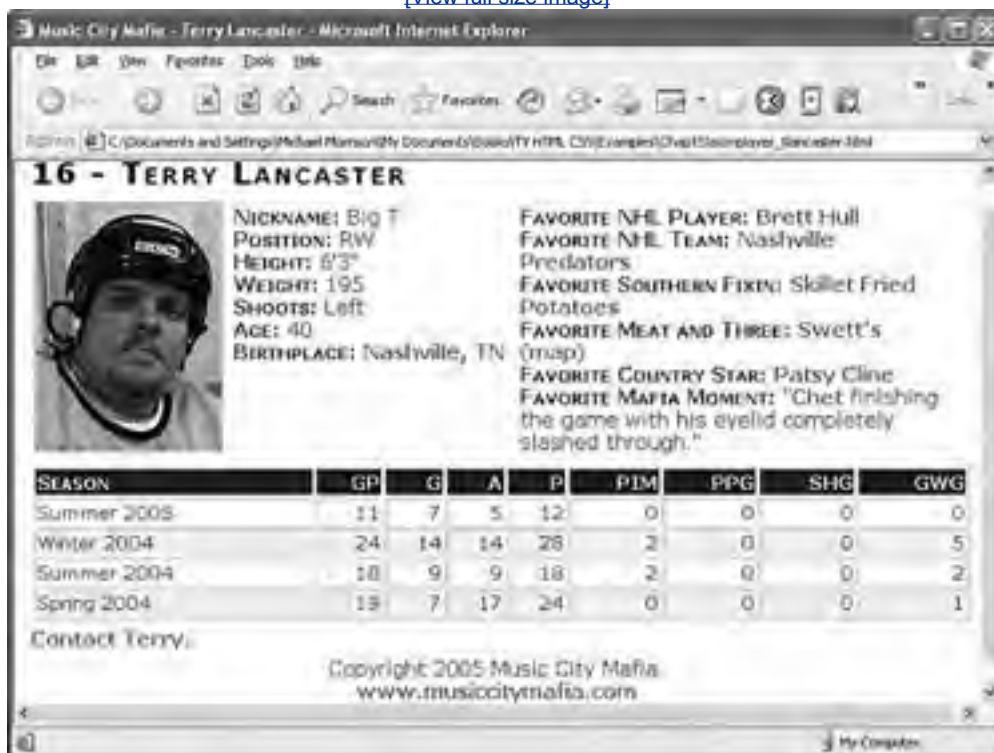 [View full size image]
Music City Mafia - Terry Lancaster - Microsoft Internet Explorer
File Edit View Favorites Tools Help
Search Favorites
16 - TERRY LANCASTER
NICKNAME: Big T
POSITION: RW
HEIGHT: 6'3"
WEIGHT: 195
SHOOTS: Left
AGE: 40
BIRTHPLACE: Nashville, TN
FAVORITE NHL PLAYER: Brett Hull
FAVORITE NHL TEAM: Nashville
Predators
FAVORITE SOUTHERN FIXIN: Skillet Fried
Potatoes
FAVORITE MEAT AND THREE: Swett's
(map)
FAVORITE COUNTRY STAR: Patsy Cline
FAVORITE MAFIA MOMENT: "Chet finishing
the game with his eyelid completely
slashed through."
SEASON GP G A P PIM PPG SHG GWG
Summer 2005 11 7 5 12 0 0 0 0
Winter 2004 24 14 14 28 2 0 0 5
Summer 2004 18 9 9 18 2 0 0 2
Spring 2004 19 7 17 24 0 0 0 1
Contact Terry.
Copyright 2005 Music City Mafia
www.musiccitymafia.com
My Computer